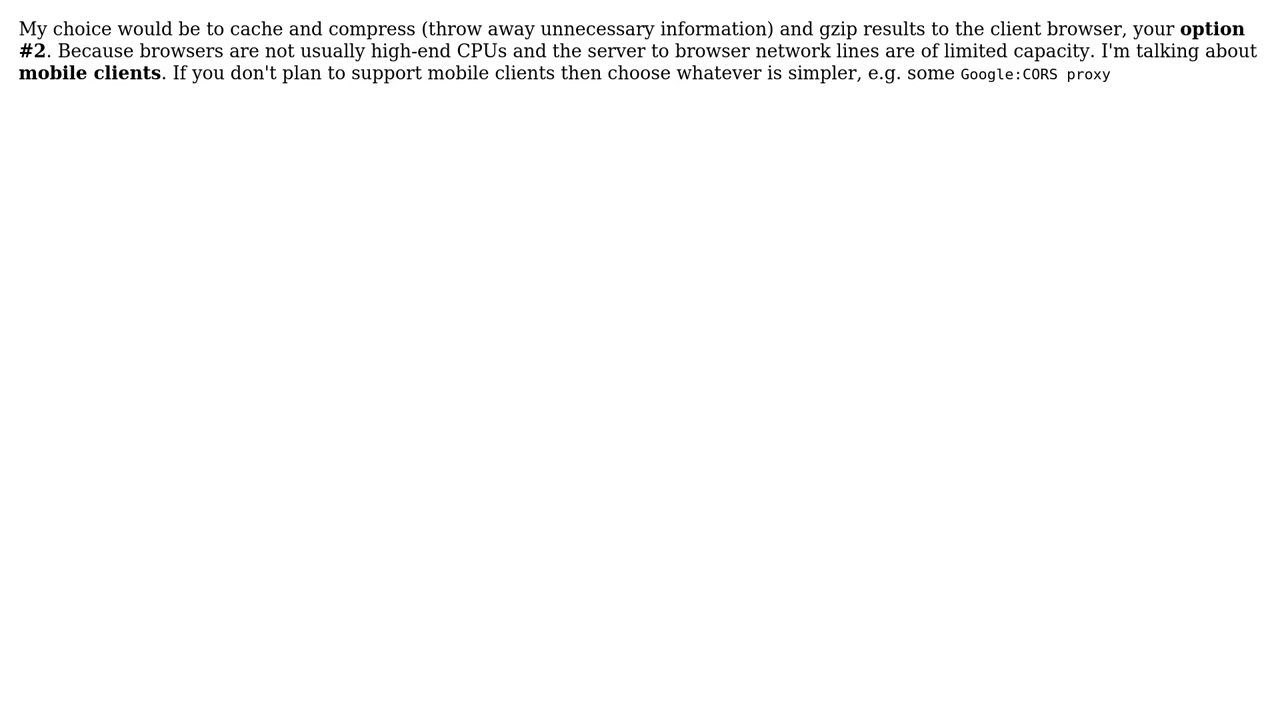 My choice would be to cache and compress (throw away unnecessary information) and gzip results to the client browser, your option
#2. Because browsers are not usually high-end CPUs and the server to browser network lines are of limited capacity. I'm talking about
mobile clients. If you don't plan to support mobile clients then choose whatever is simpler, e.g. some Google:CORS proxy